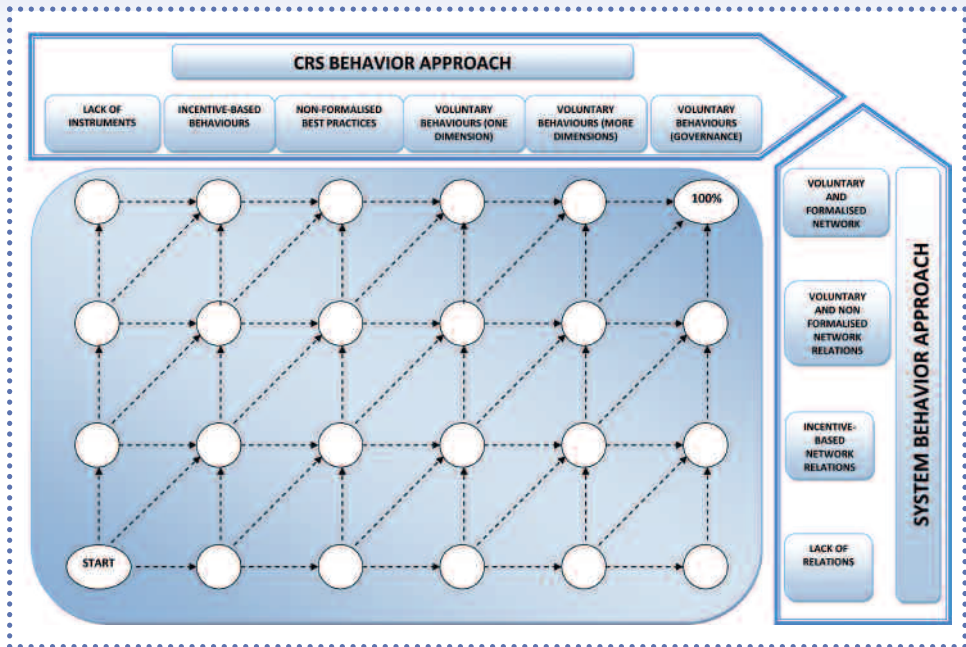 CRS BEHAVIOR APPROACH
LACK OF
INSTRUMENTS
INCENTIVE-BASED
BEHAVIOURS
NON-FORMALISED
BEST PRACTICES
VOLUNTARY
BEHAVIOURS (ONE
DIMENSION)
VOLUNTARY
BEHAVIOURS (MORE
DIMENSIONS)
VOLUNTARY
BEHAVIOURS
(GOVERNANCE)
100%
START
VOLUNTARY
AND
FORMALISED
NETWORK
VOLUNTARY
AND NON
FORMALISED
NETWORK
RELATIONS
INCENTIVE-
BASED
NETWORK
RELATIONS
LACK OF
RELATIONS
SYSTEM BEHAVIOR APPROACH